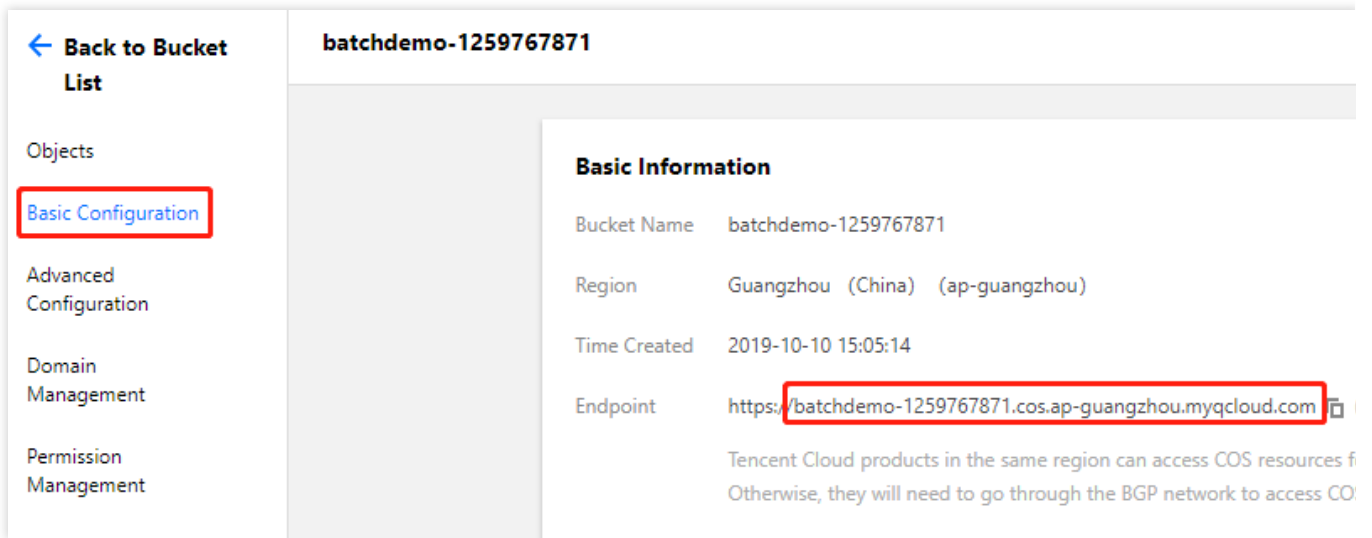 Back to Bucket
List
Objects
Basic Configuration
Advanced
Configuration
Domain
Management
Permission
Management
batchdemo-1259767871
Basic Information
Bucket Name batchdemo-1259767871
Region Guangzhou (China) (ap-guangzhou)
Time Created 2019-10-10 15:05:14
Endpoint https://batchdemo-1259767871.cos.ap-guangzhou.myqcloud.com
Tencent Cloud products in the same region can access COS resources
Otherwise, they will need to go through the BGP network to access